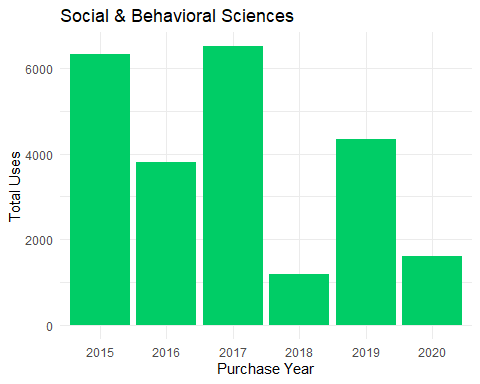 Social & Behavioral Sciences
Total Uses
6000
4000
2000
0
2015 2016 2017 2018 2019 2020
Purchase Year